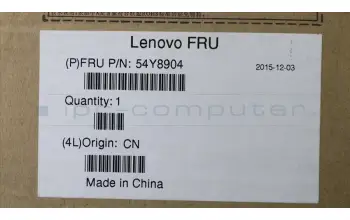 Lenovo FRU
(P)FRU P/N: 54Y8904
2015-12-03
Quantity: 1
(4L)Origin: CN
Made in China